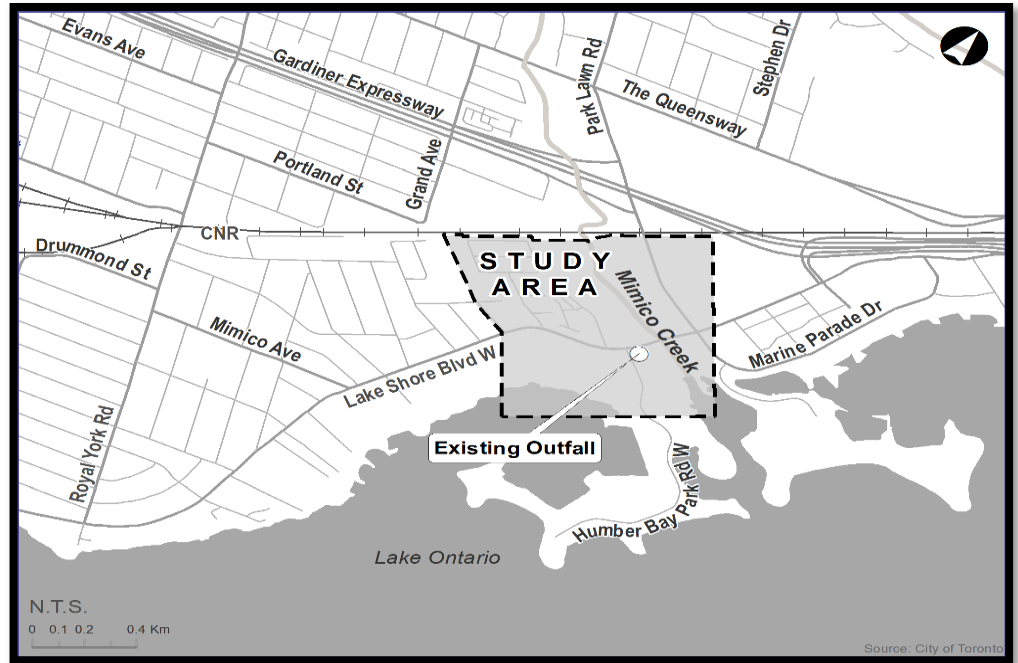 Evans Ave
Gardiner Expressway
Park Lawn Rd
Stephen Dr
The Queensway
Portland St
Grand Ave
CNR
Drummond St
STUDY
AREA
Mimico Creek
Mimico Ave
Lake Shore Blvd W
Marine Parade Dr
Royal York Rd
Existing Outfall
Humber Bay Park Rd W
Lake Ontario
N.T.S.
0 0.1 0.2 0.4 Km
Source: City of Toronto